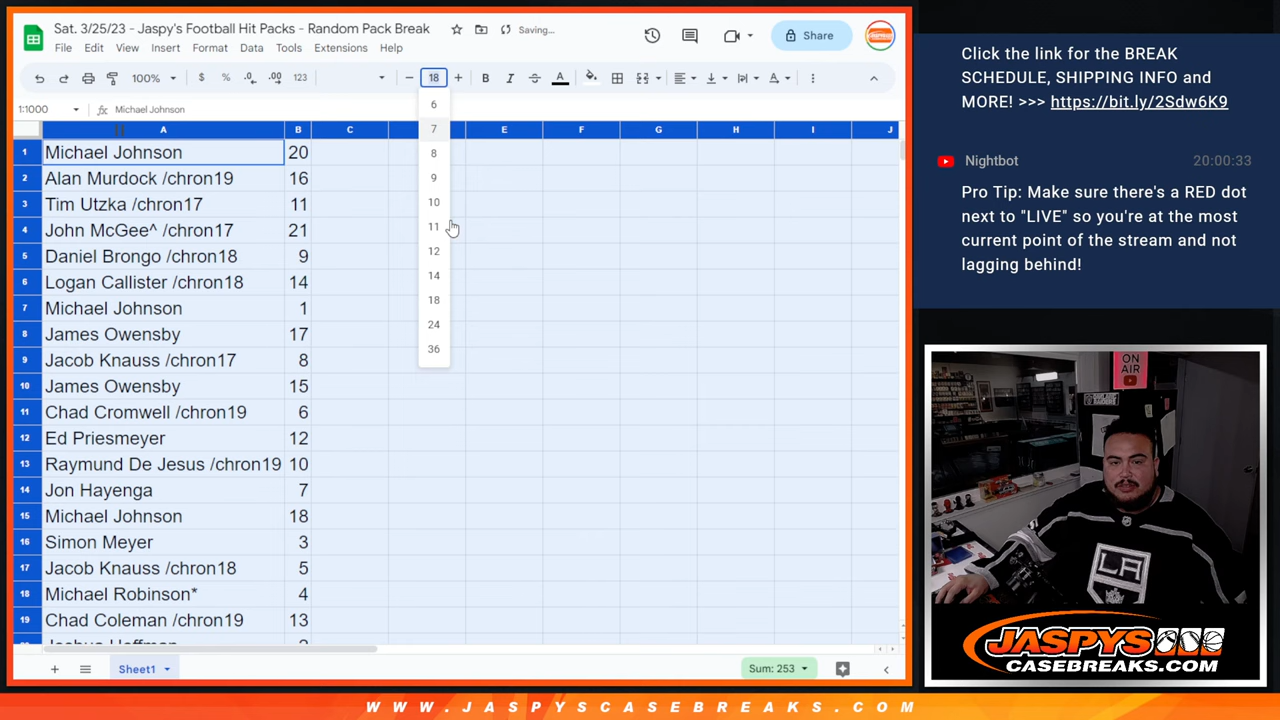 Sat. 3/25/23 - Jaspy's Football Hit Packs - Random Pack Break
Saving...
File Edit View Insert Format Data Tools Extensions Help
Share
100% $ % .0 .00 123 18 B I A
1:1000 fx Michael Johnson
A B C E F G H I J
1 Michael Johnson 20
2 Alan Murdock /chron19 16
3 Tim Utzka /chron17 11
4 John McGee^ /chron17 21
5 Daniel Brongo /chron18 9
6 Logan Callister /chron18 14
7 Michael Johnson 1
8 James Owensby 17
9 Jacob Knauss /chron17 8
10 James Owensby 15
11 Chad Cromwell /chron19 6
12 Ed Priesmeyer 12
13 Raymund De Jesus /chron19 10
14 Jon Hayenga 7
15 Michael Johnson 18
16 Simon Meyer 3
17 Jacob Knauss /chron18 5
18 Michael Robinson* 4
19 Chad Coleman /chron19 13
6
7
8
9
10
11
12
14
18
24
36
Sheet1
Sum: 253
Click the link for the BREAK
SCHEDULE, SHIPPING INFO and
MORE! >>> https://bit.ly/2Sdw6K9
Nightbot 20:00:33
Pro Tip: Make sure there's a RED dot
next to "LIVE" so you're at the most
current point of the stream and not
lagging behind!
ON
AIR
LA
JASPYS
CASEBREAKS.COM
WWW.JASPYSCASEBREAKS.COM